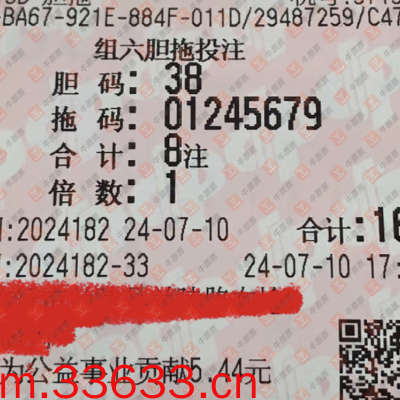 -BA67-921E-884F-011D/29487259/C47
组六胆拖投注
胆 码: 38
拖 码: 01245679
合 计: 8注
倍 数: 1
:2024182 24-07-10 合计:16
:2024182-33 24-07-10 17:
为公益事业贡献5.44元
m.33633.cn